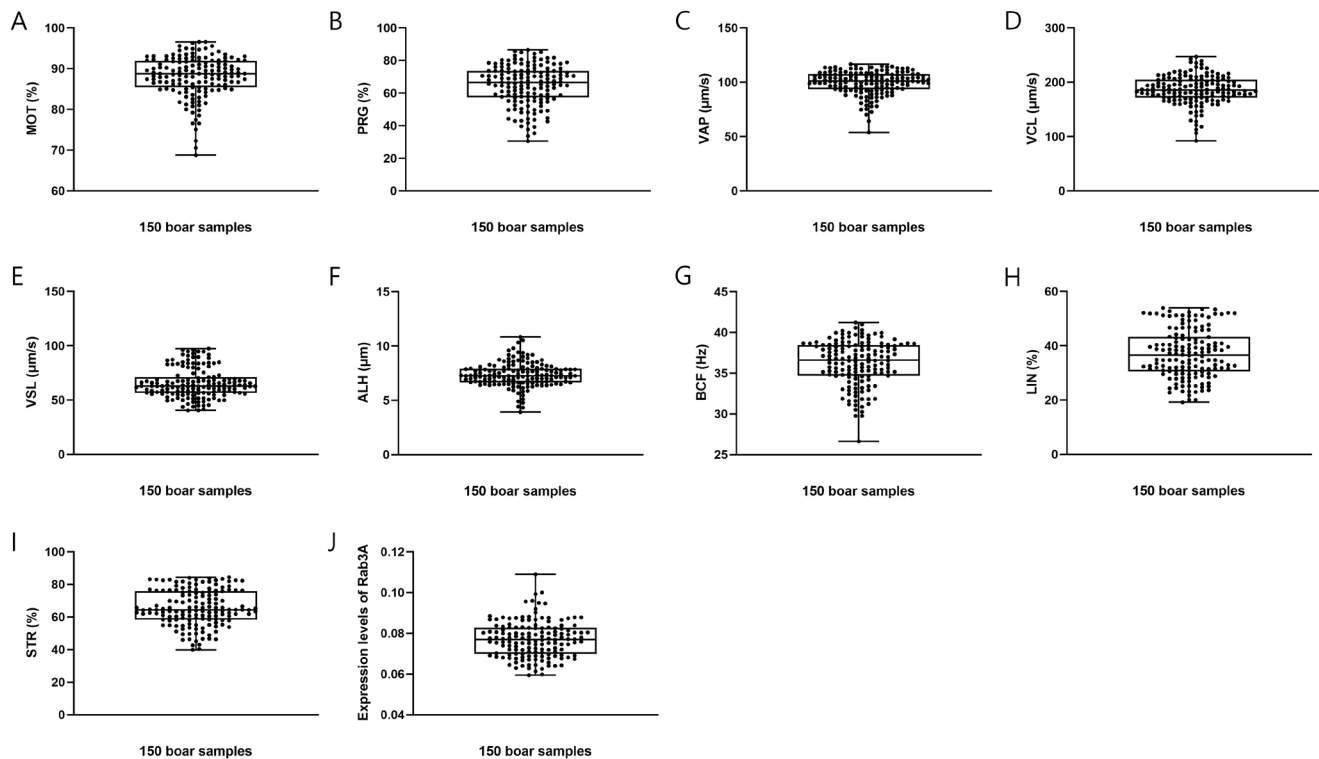 A
MOT (%)
100
90
80
70
60
150 boar samples
B
PRG (%)
100
80
60
40
20
0
150 boar samples
C
VAP (μm/s)
150
100
50
0
150 boar samples
D
VCL (μm/s)
300
200
100
0
150 boar samples
E
VSL (μm/s)
150
100
50
0
150 boar samples
F
ALH (μm)
15
10
5
0
150 boar samples
G
BCF (Hz)
45
40
35
30
25
150 boar samples
H
LIN (%)
60
40
20
0
150 boar samples
I
STR (%)
100
80
60
40
20
0
150 boar samples
J
Expression levels of Rab3A
0.12
0.10
0.08
0.06
0.04
150 boar samples